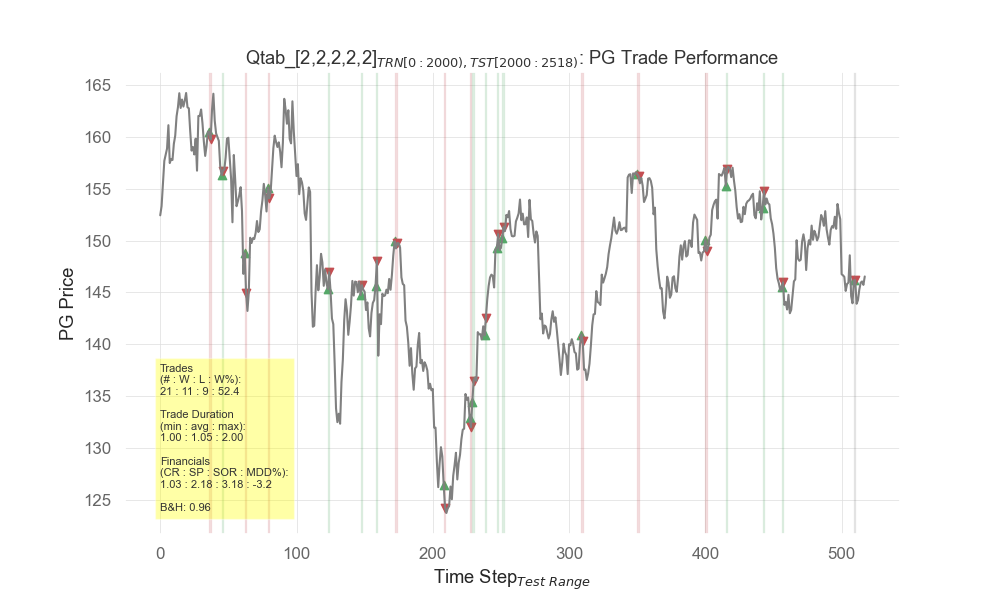 Qtab_[2,2,2,2,2]TRN[0 : 2000), TST[2000 : 2518): PG Trade Performance
165
160
155
150
145
140
135
130
125
PG Price
Trades
(# : W : L : W%):
21 : 11 : 9 : 52.4
Trade Duration
(min : avg : max):
1.00 : 1.05 : 2.00
Financials
(CR : SP : SOR : MDD%):
1.03 : 2.18 : 3.18 : -3.2
B&H: 0.96
0 100 200 300 400 500
Time StepTest Range